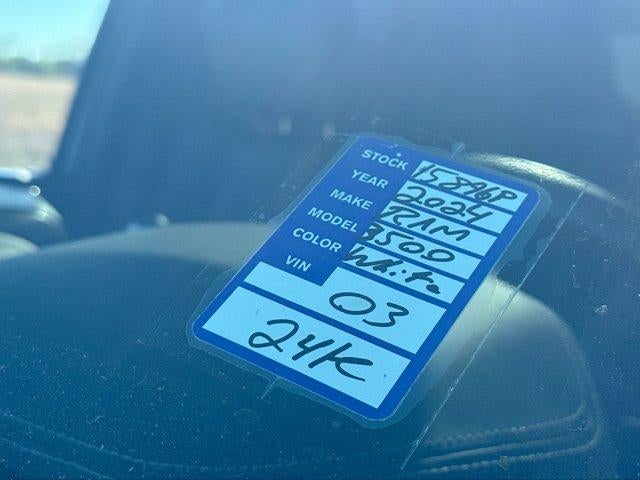 STOCK 15896P
YEAR 2024
MAKE RAM
MODEL 3500
COLOR White
VIN
03
24K